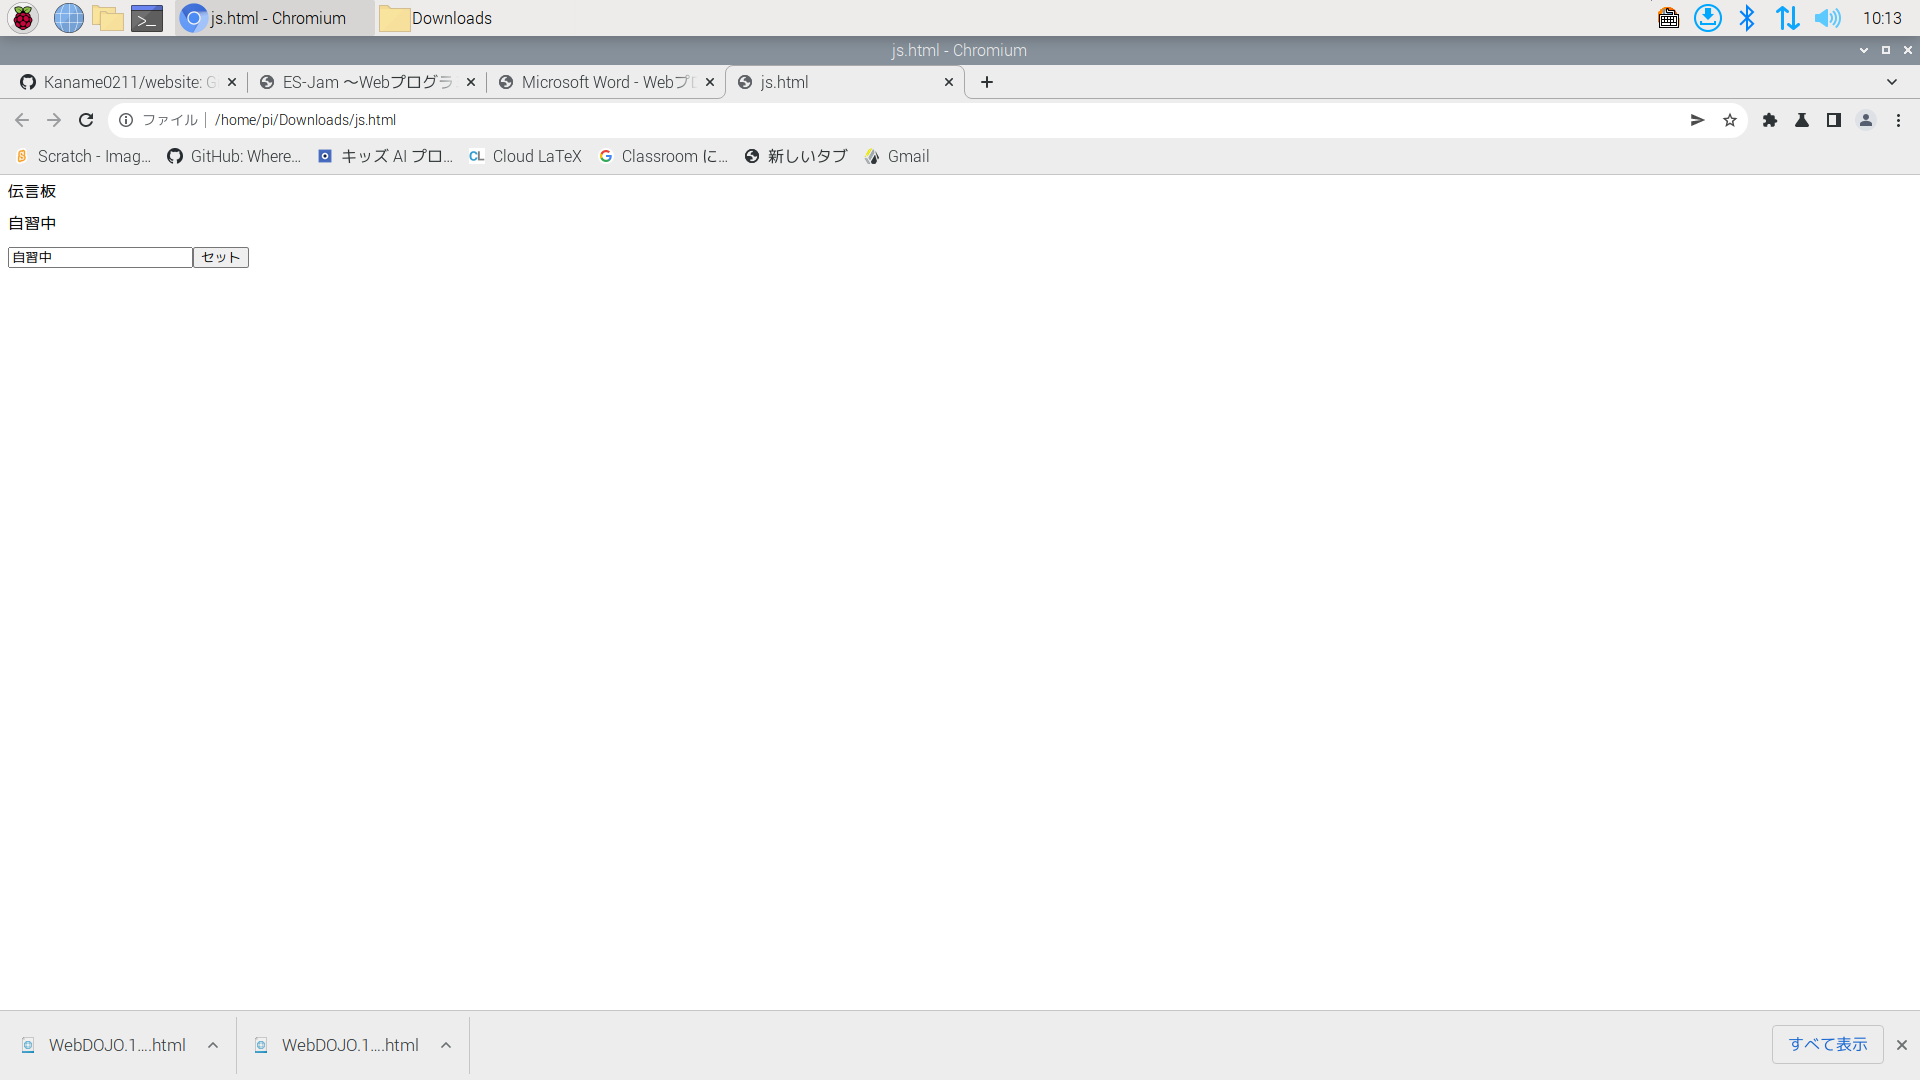 js.html - Chromium
Downloads
10:13
js.html - Chromium
Kaname0211/website: G
ES-Jam ～Webプログラ
Microsoft Word - Webプロ
js.html
ファイル
/home/pi/Downloads/js.html
Scratch - Imag...
GitHub: Where...
キッズ AI プロ...
CL
Cloud LaTeX
Classroom に...
新しいタブ
Gmail
伝言板
自習中
自習中
セット
WebDOJO.1....html
WebDOJO.1....html
すべて表示